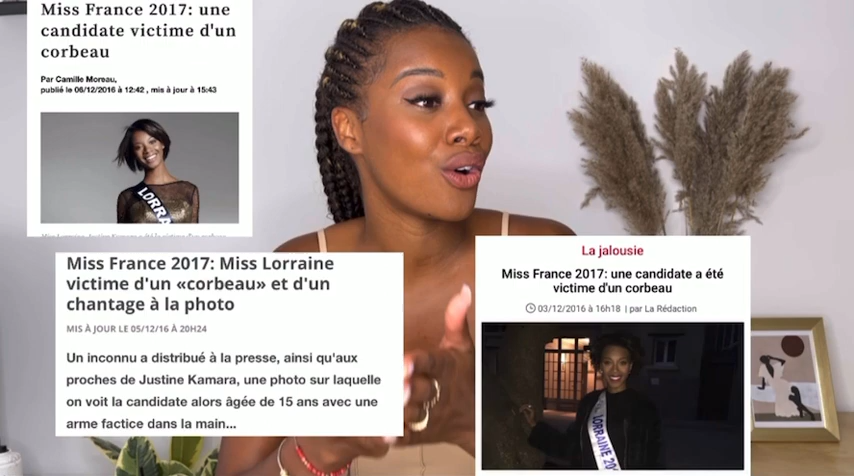 Miss France 2017: une
candidate victime d'un
corbeau
Par Camille Moreau,
publié le 06/12/2016 à 12:42 , mis à jour à 15:43
LORRA
Miss France 2017: Miss Lorraine
victime d'un «corbeau» et d'un
chantage à la photo
MIS À JOUR LE 05/12/16 À 20H24
Un inconnu a distribué à la presse, ainsi qu'aux
proches de Justine Kamara, une photo sur laquelle
on voit la candidate alors âgée de 15 ans avec une
arme factice dans la main...
La jalousie
Miss France 2017: une candidate a été
victime d'un corbeau
03/12/2016 à 16h18 | par La Rédaction
LORRAINE 20